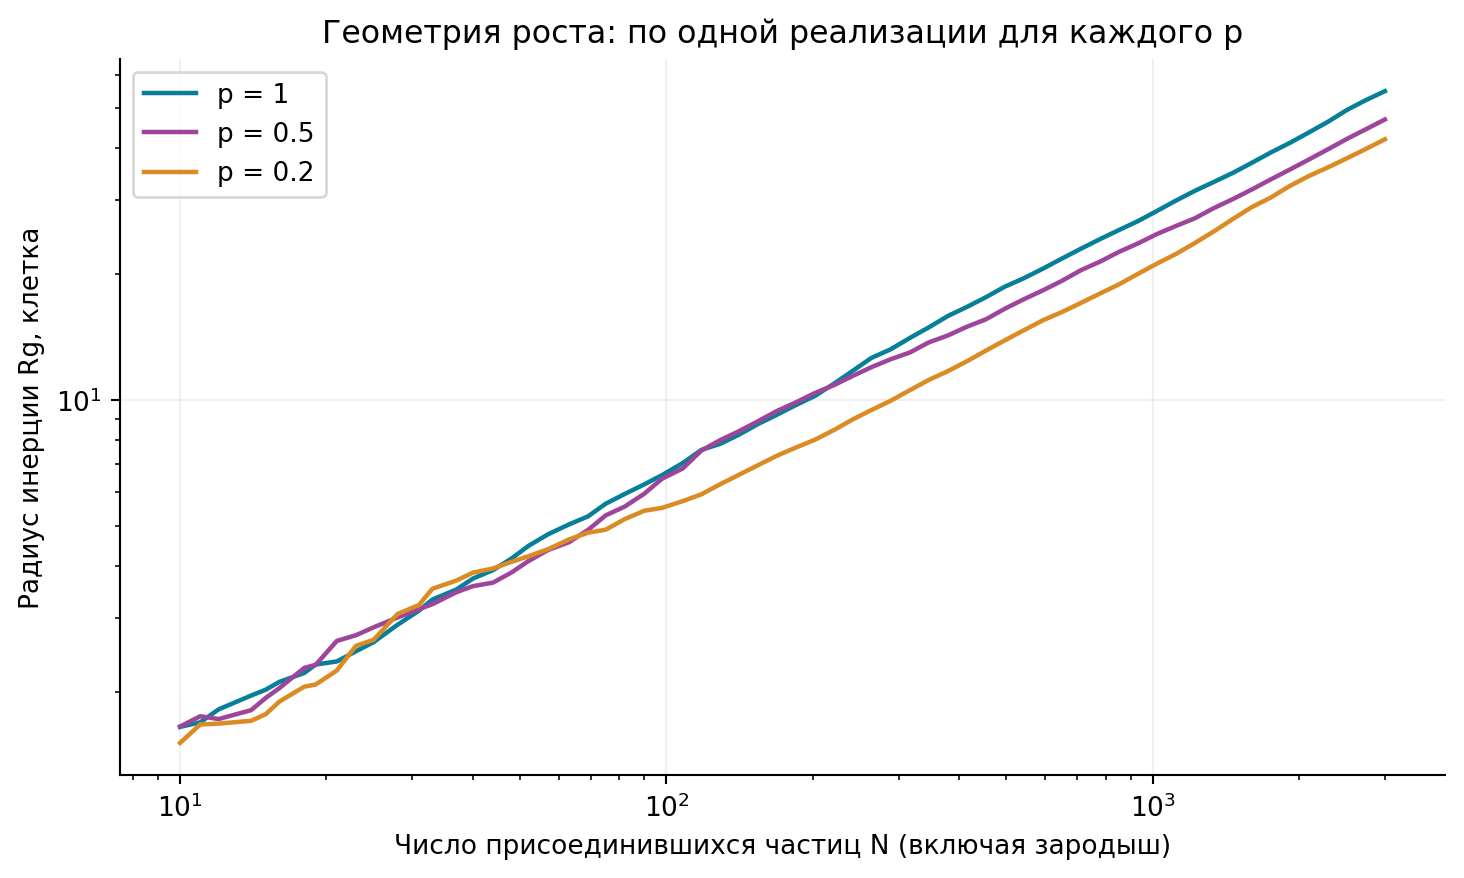 Геометрия роста: по одной реализации для каждого p
p = 1
p = 0.5
p = 0.2
Радиус инерции Rg, клетка
10¹
10¹
10²
10³
Число присоединившихся частиц N (включая зародыш)